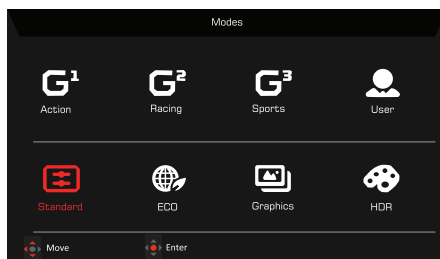 Modes
G¹ G² G³
Action Racing Sports User
Standard ECO Graphics HDR
Move Enter